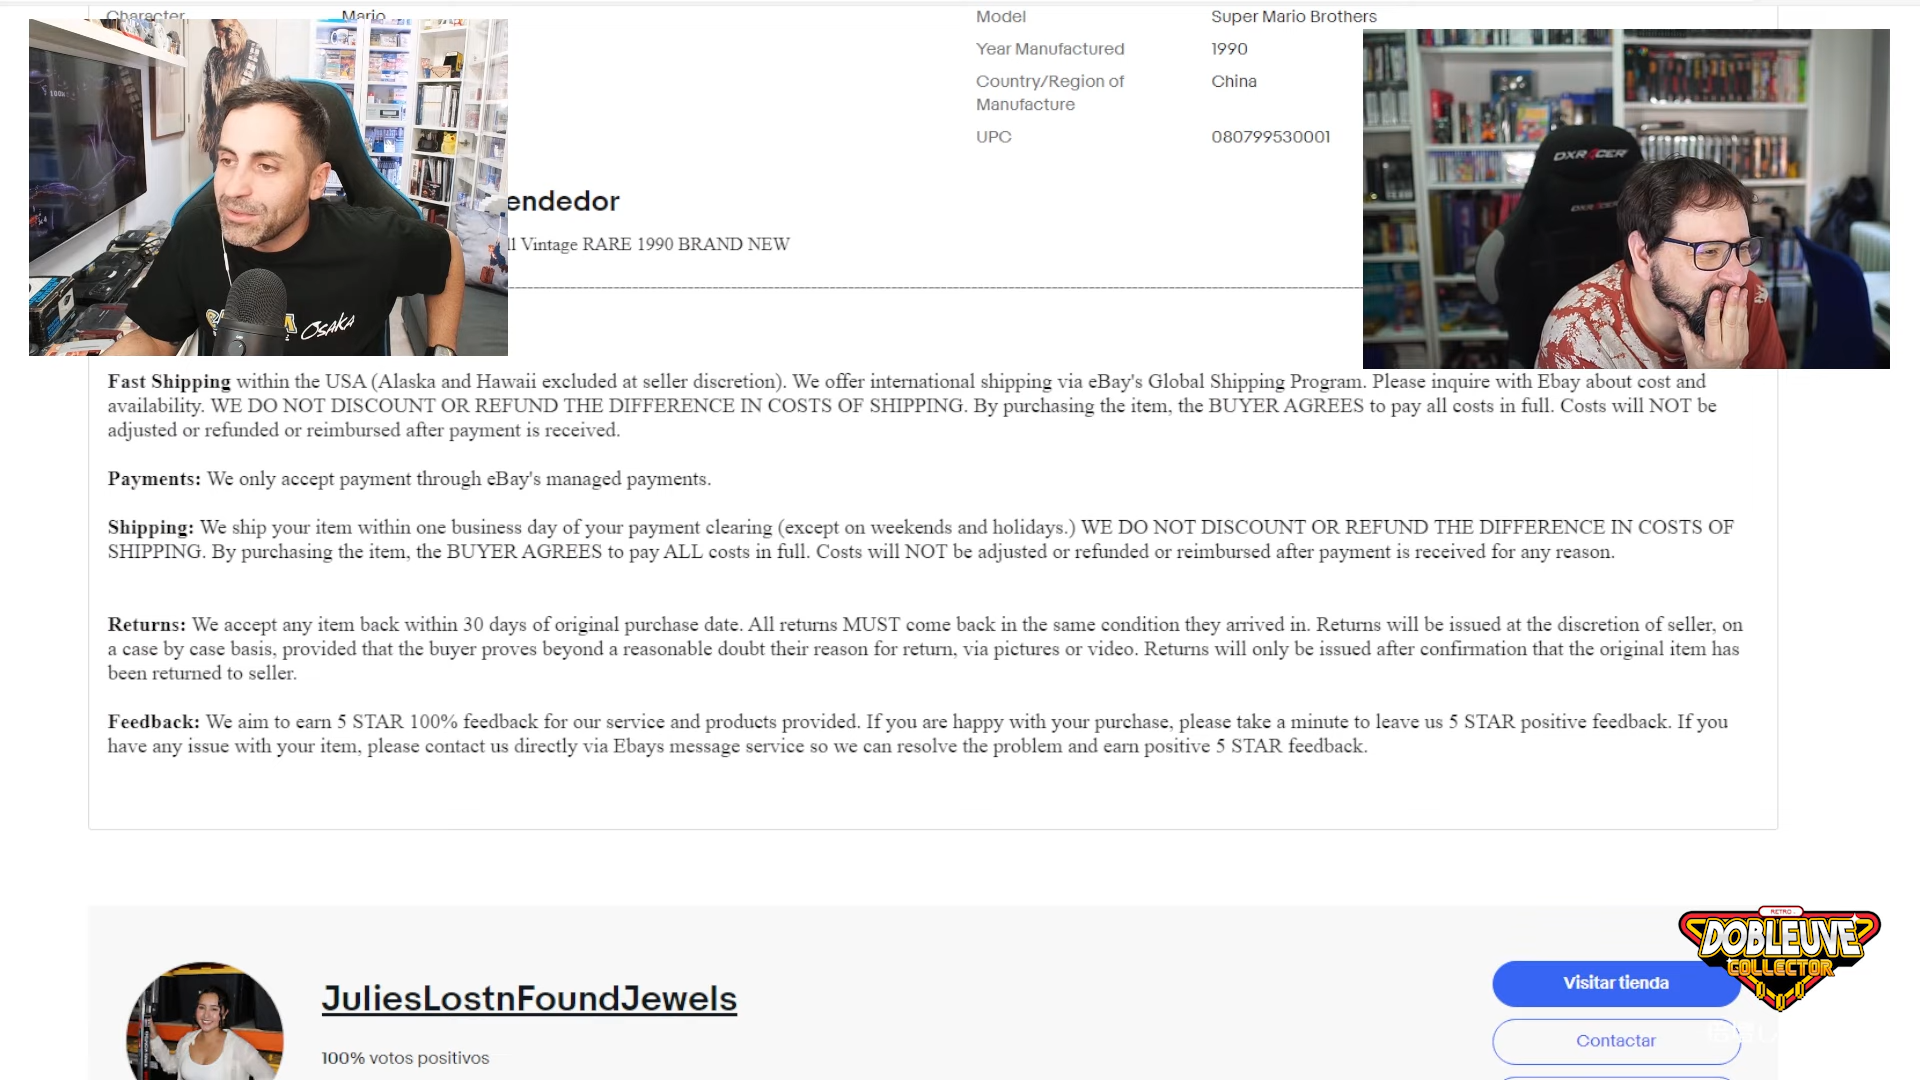 Character Mario
Model Super Mario Brothers
Year Manufactured 1990
Country/Region of Manufacture China
UPC 080799530001
endedor
ll Vintage RARE 1990 BRAND NEW
DXRACER
OSAKA
Fast Shipping within the USA (Alaska and Hawaii excluded at seller discretion). We offer international shipping via eBay's Global Shipping Program. Please inquire with Ebay about cost and
availability. WE DO NOT DISCOUNT OR REFUND THE DIFFERENCE IN COSTS OF SHIPPING. By purchasing the item, the BUYER AGREES to pay all costs in full. Costs will NOT be
adjusted or refunded or reimbursed after payment is received.
Payments: We only accept payment through eBay's managed payments.
Shipping: We ship your item within one business day of your payment clearing (except on weekends and holidays.) WE DO NOT DISCOUNT OR REFUND THE DIFFERENCE IN COSTS OF
SHIPPING. By purchasing the item, the BUYER AGREES to pay ALL costs in full. Costs will NOT be adjusted or refunded or reimbursed after payment is received for any reason.
Returns: We accept any item back within 30 days of original purchase date. All returns MUST come back in the same condition they arrived in. Returns will be issued at the discretion of seller, on
a case by case basis, provided that the buyer proves beyond a reasonable doubt their reason for return, via pictures or video. Returns will only be issued after confirmation that the original item has
been returned to seller.
Feedback: We aim to earn 5 STAR 100% feedback for our service and products provided. If you are happy with your purchase, please take a minute to leave us 5 STAR positive feedback. If you
have any issue with your item, please contact us directly via Ebays message service so we can resolve the problem and earn positive 5 STAR feedback.
RETRO
DOBLEUVE
COLLECTOR
JuliesLostnFoundJewels
100% votos positivos
Visitar tienda
Contactar